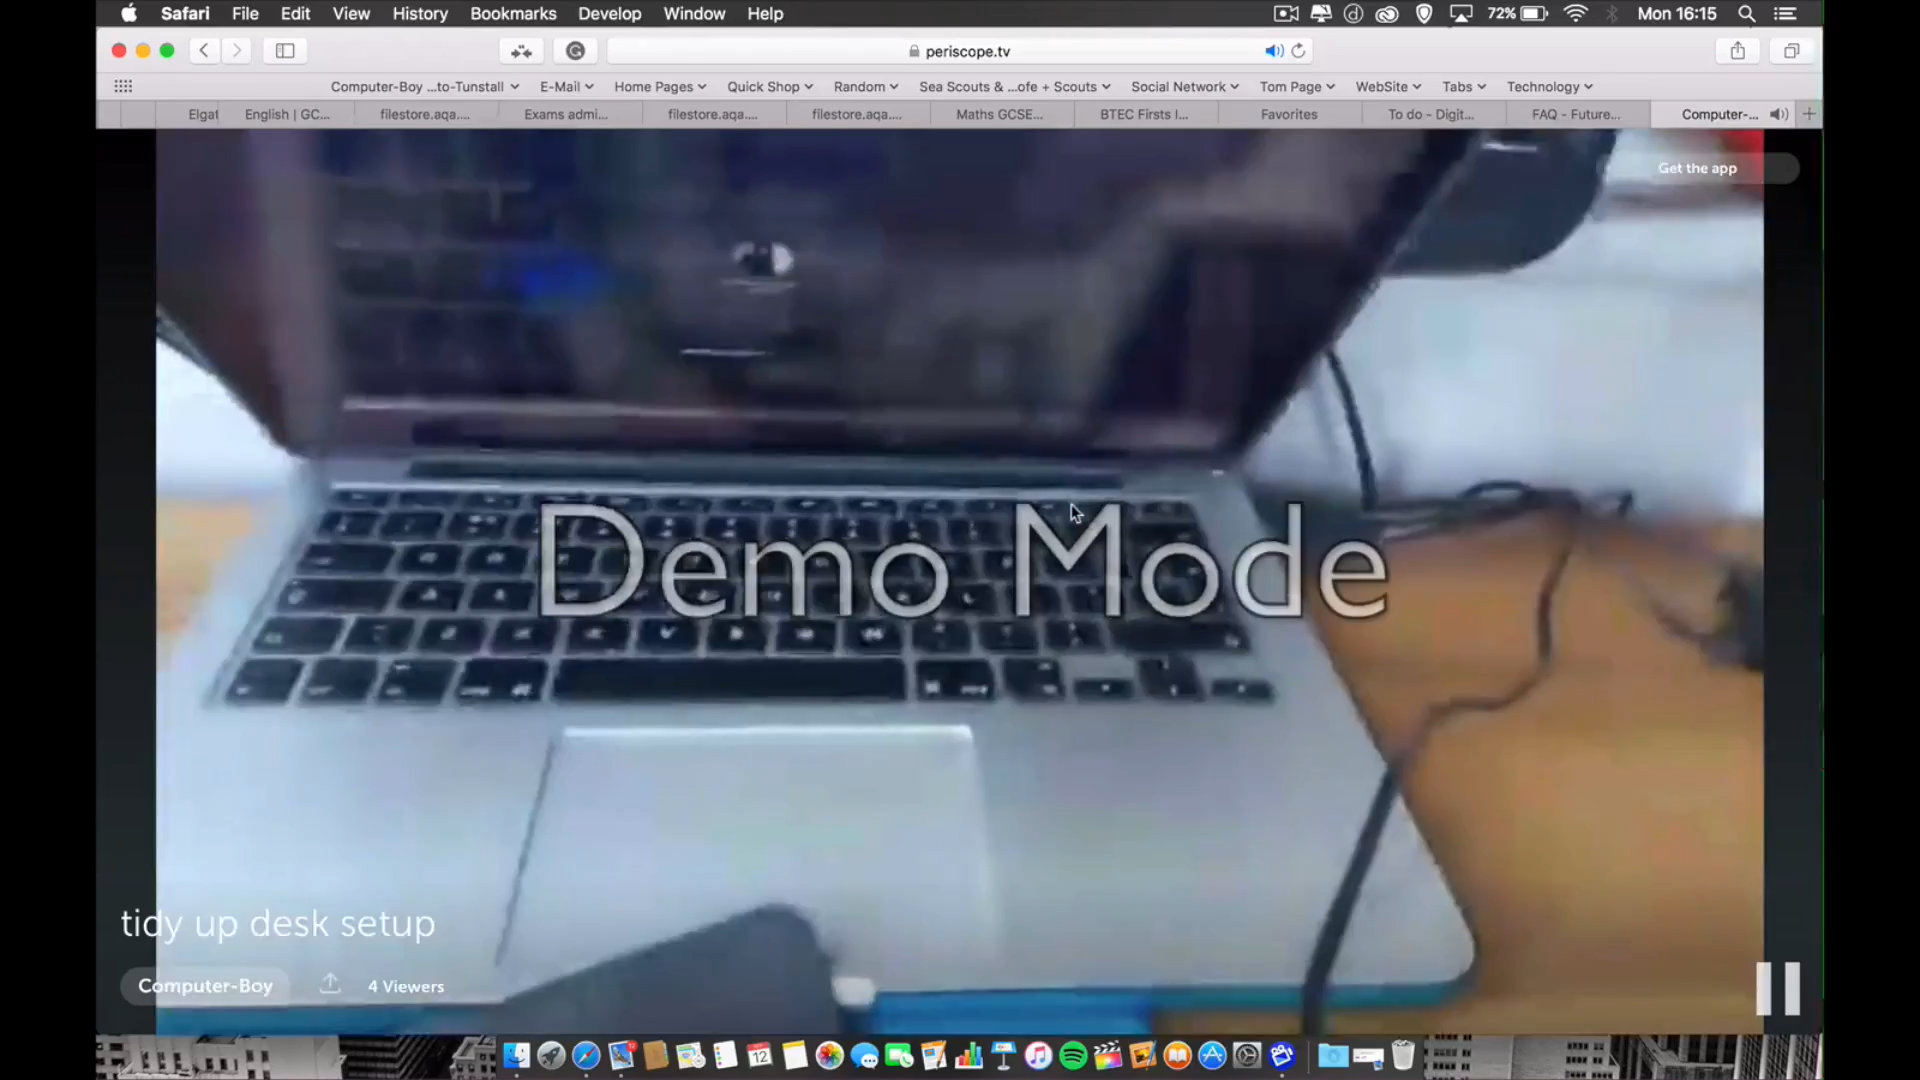 Safari File Edit View History Bookmarks Develop Window Help 72% Mon 16:15
periscope.tv
Computer-Boy ...to-Tunstall E-Mail Home Pages Quick Shop Random Sea Scouts & ...ofe + Scouts Social Network Tom Page WebSite Tabs Technology
Elgat English | GC... filestore.aqa.... Exams admi... filestore.aqa.... filestore.aqa.... Maths GCSE... BTEC Firsts I... Favorites To do - Digit... FAQ - Future... Computer-...
Get the app
Demo Mode
tidy up desk setup
Computer-Boy 4 Viewers
12